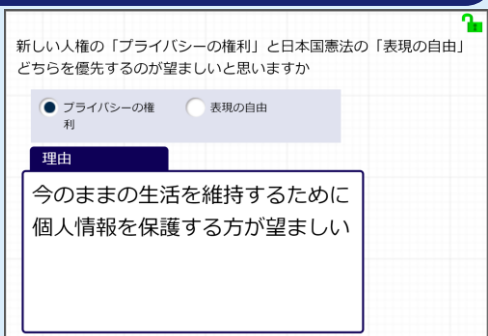 新しい人権の「プライバシーの権利」と日本国憲法の「表現の自由」
どちらを優先するのが望ましいと思いますか
プライバシーの権
利
表現の自由
理由
今のままの生活を維持するために
個人情報を保護する方が望ましい